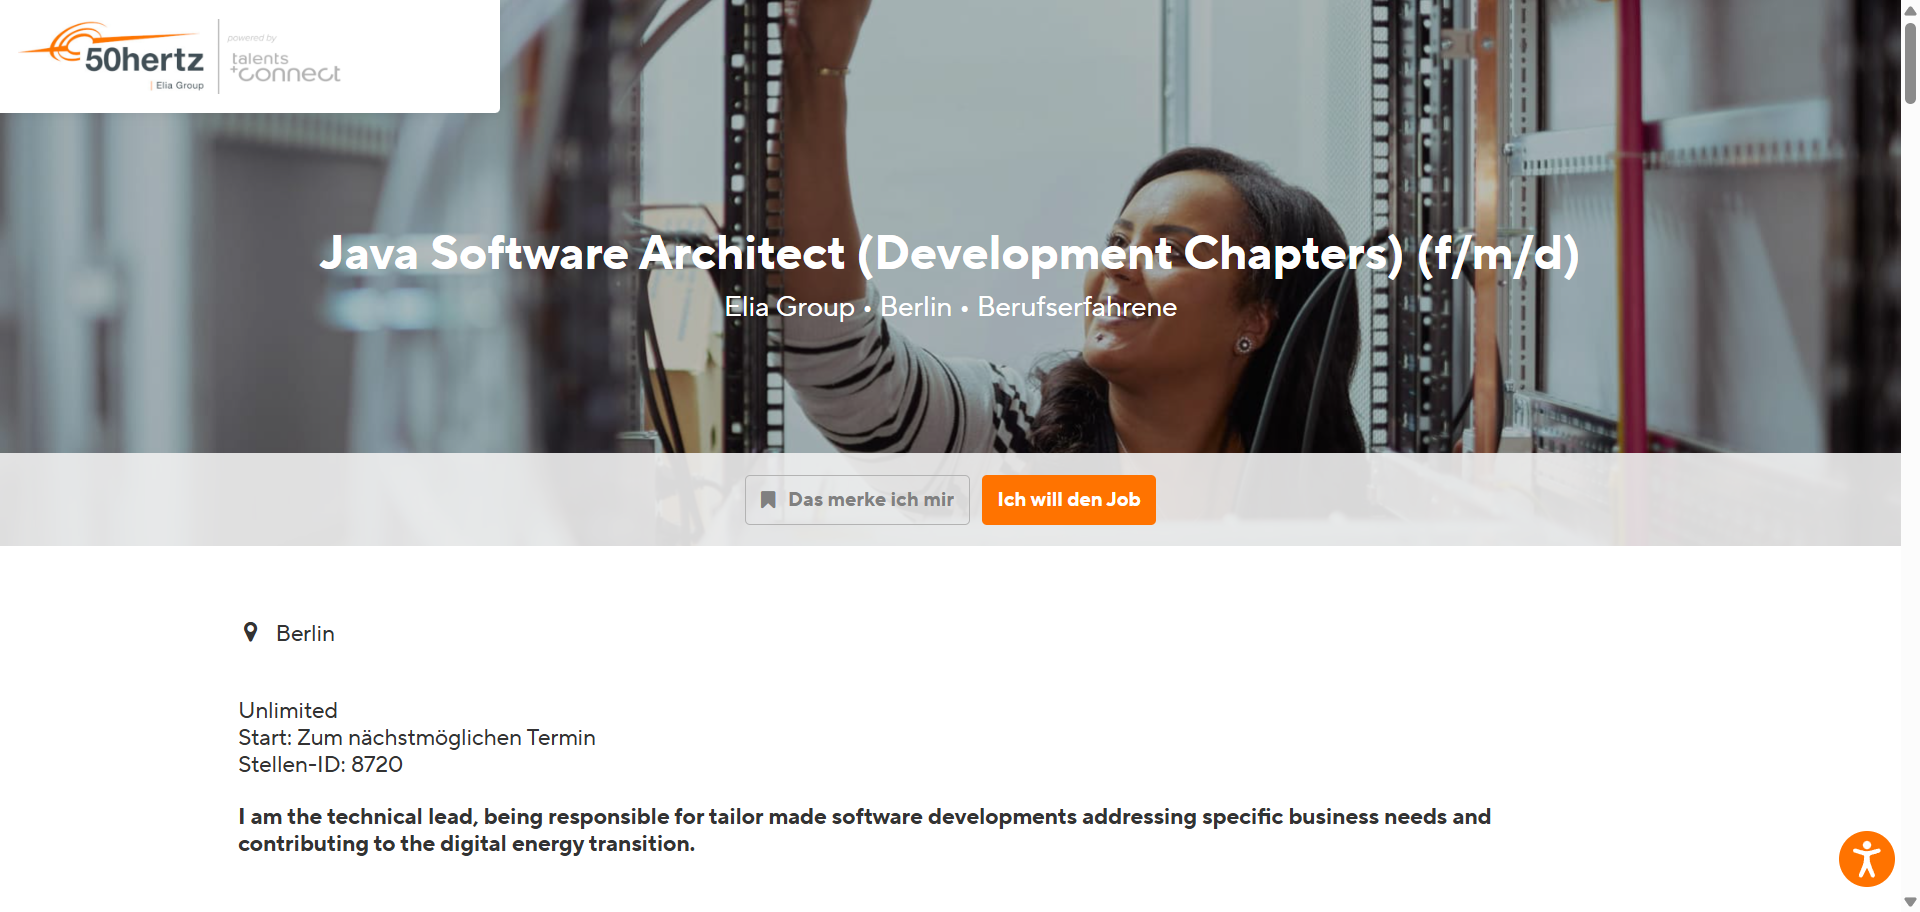 50hertz
Elia Group
powered by
talents
+connect
Java Software Architect (Development Chapters) (f/m/d)
Elia Group • Berlin • Berufserfahrene
Das merke ich mir
Ich will den Job
Berlin
Unlimited
Start: Zum nächstmöglichen Termin
Stellen-ID: 8720
I am the technical lead, being responsible for tailor made software developments addressing specific business needs and
contributing to the digital energy transition.